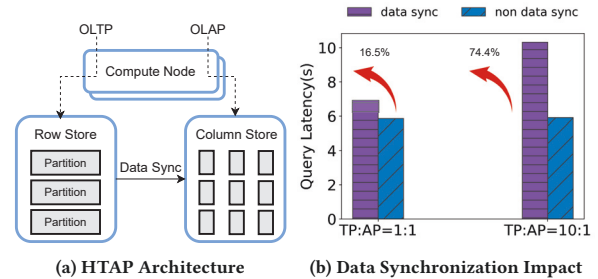 OLTP OLAP
Compute Node
Row Store
Partition
Partition
Partition
Data Sync
Column Store
(a) HTAP Architecture
data sync non data sync
Query Latency(s)
10
8
6
4
2
0
16.5%
74.4%
TP:AP=1:1 TP:AP=10:1
(b) Data Synchronization Impact